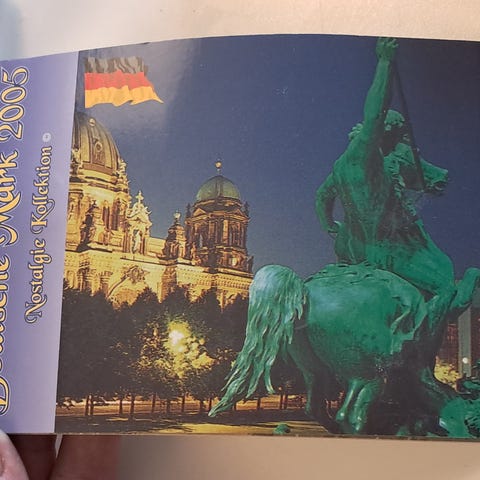 Deutsche Mark 2005
Nostalgie Kollektion ©